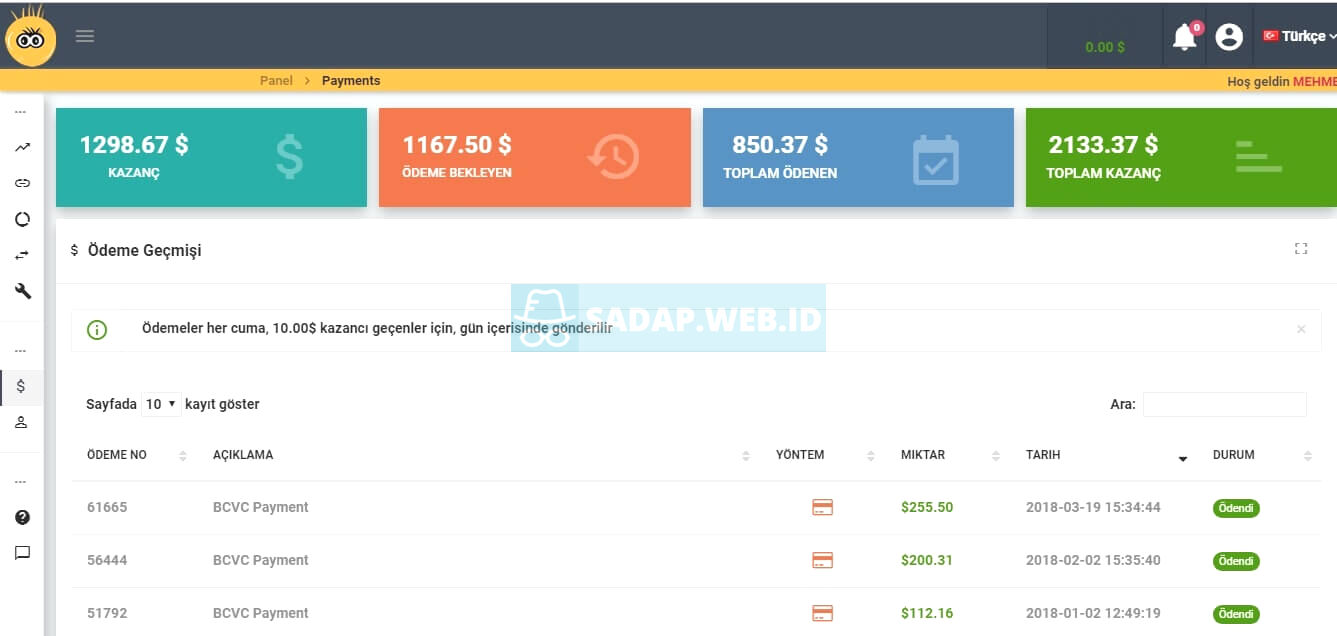 0.00 $
0
Türkçe
Panel > Payments
Hoş geldin MEHME
1298.67 $
KAZANÇ
1167.50 $
ÖDEME BEKLEYEN
850.37 $
TOPLAM ÖDENEN
2133.37 $
TOPLAM KAZANÇ
$ Ödeme Geçmişi
Ödemeler her cuma, 10.00$ kazancı geçenler için, gün içerisinde gönderilir
SADAP.WEB.ID
Sayfada 10 kayıt göster
Ara:
ÖDEME NO AÇIKLAMA YÖNTEM MIKTAR TARIH DURUM
61665 BCVC Payment $255.50 2018-03-19 15:34:44 Ödendi
56444 BCVC Payment $200.31 2018-02-02 15:35:40 Ödendi
51792 BCVC Payment $112.16 2018-01-02 12:49:19 Ödendi